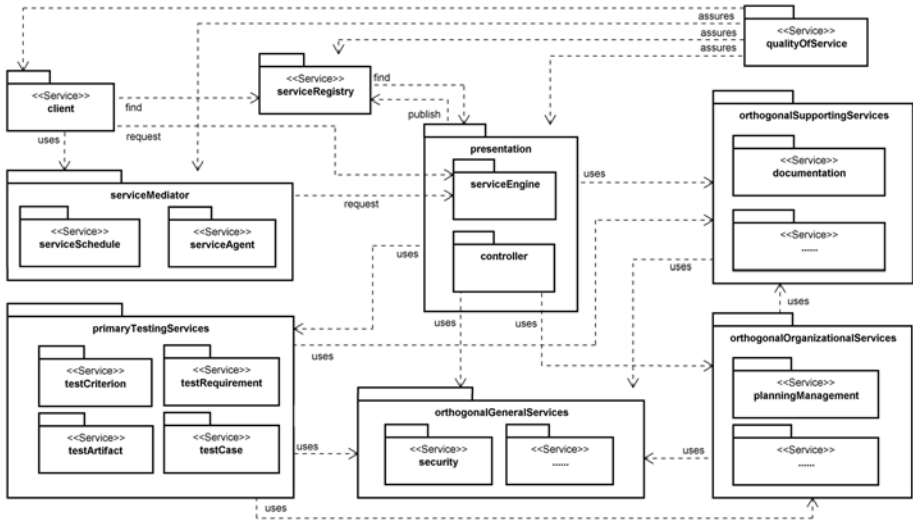 assures
<<Service>>
qualityOfService
assures
assures
<<Service>>
client
find
<<Service>>
serviceRegistry
find
publish
uses
request
orthogonalSupportingServices
<<Service>>
documentation
<<Service>>
......
presentation
serviceEngine
controller
uses
serviceMediator
<<Service>>
serviceSchedule
<<Service>>
serviceAgent
request
uses
uses
uses
primaryTestingServices
<<Service>>
testCriterion
<<Service>>
testRequirement
<<Service>>
testArtifact
<<Service>>
testCase
uses
uses
uses
orthogonalOrganizationalServices
<<Service>>
planningManagement
<<Service>>
......
orthogonalGeneralServices
<<Service>>
security
<<Service>>
......
uses
uses
uses